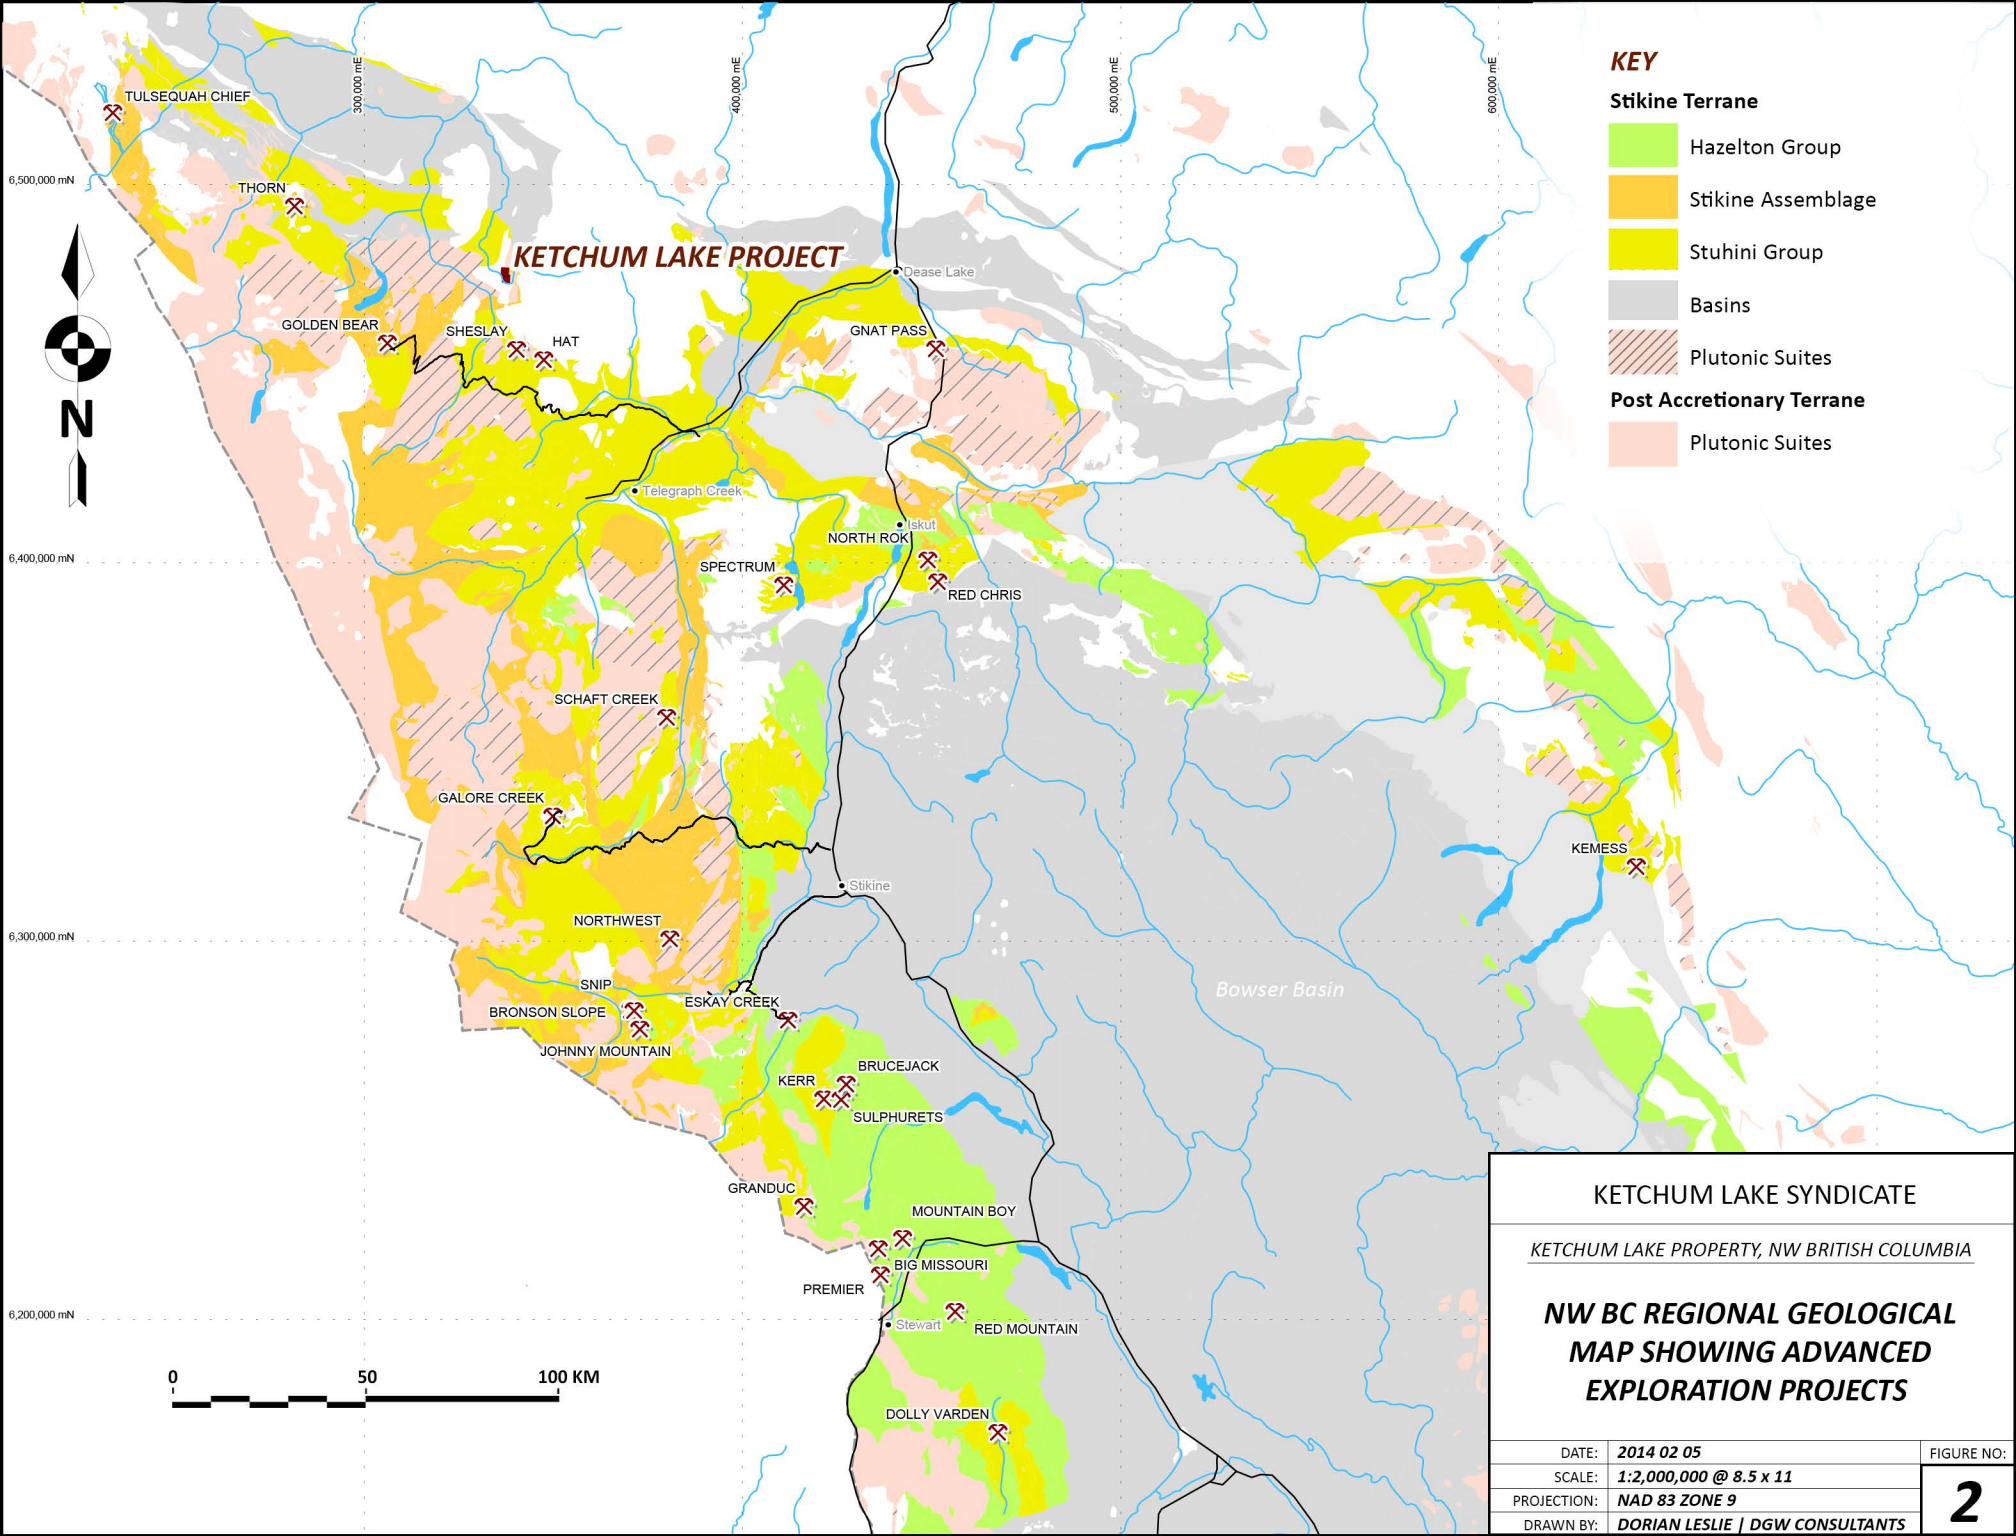 300,000 mE
400,000 mE
500,000 mE
600,000 mE
KEY
Stikine Terrane
Hazelton Group
Stikine Assemblage
Stuhini Group
Basins
Plutonic Suites
Post Accretionary Terrane
Plutonic Suites
TULSEQUAH CHIEF
6,500,000 mN
THORN
KETCHUM LAKE PROJECT
Dease Lake
GOLDEN BEAR
SHESLAY
HAT
GNAT PASS
N
Telegraph Creek
Iskut
NORTH ROK
6,400,000 mN
SPECTRUM
RED CHRIS
SCHAFT CREEK
GALORE CREEK
KEMESS
Stikine
NORTHWEST
6,300,000 mN
SNIP
Bowser Basin
ESKAY CREEK
BRONSON SLOPE
JOHNNY MOUNTAIN
BRUCEJACK
KERR
SULPHURETS
GRANDUC
MOUNTAIN BOY
BIG MISSOURI
PREMIER
6,200,000 mN
Stewart
RED MOUNTAIN
0 50 100 KM
DOLLY VARDEN
KETCHUM LAKE SYNDICATE
KETCHUM LAKE PROPERTY, NW BRITISH COLUMBIA
NW BC REGIONAL GEOLOGICAL
MAP SHOWING ADVANCED
EXPLORATION PROJECTS
DATE: 2014 02 05
SCALE: 1:2,000,000 @ 8.5 x 11
PROJECTION: NAD 83 ZONE 9
DRAWN BY: DORIAN LESLIE | DGW CONSULTANTS
FIGURE NO:
2